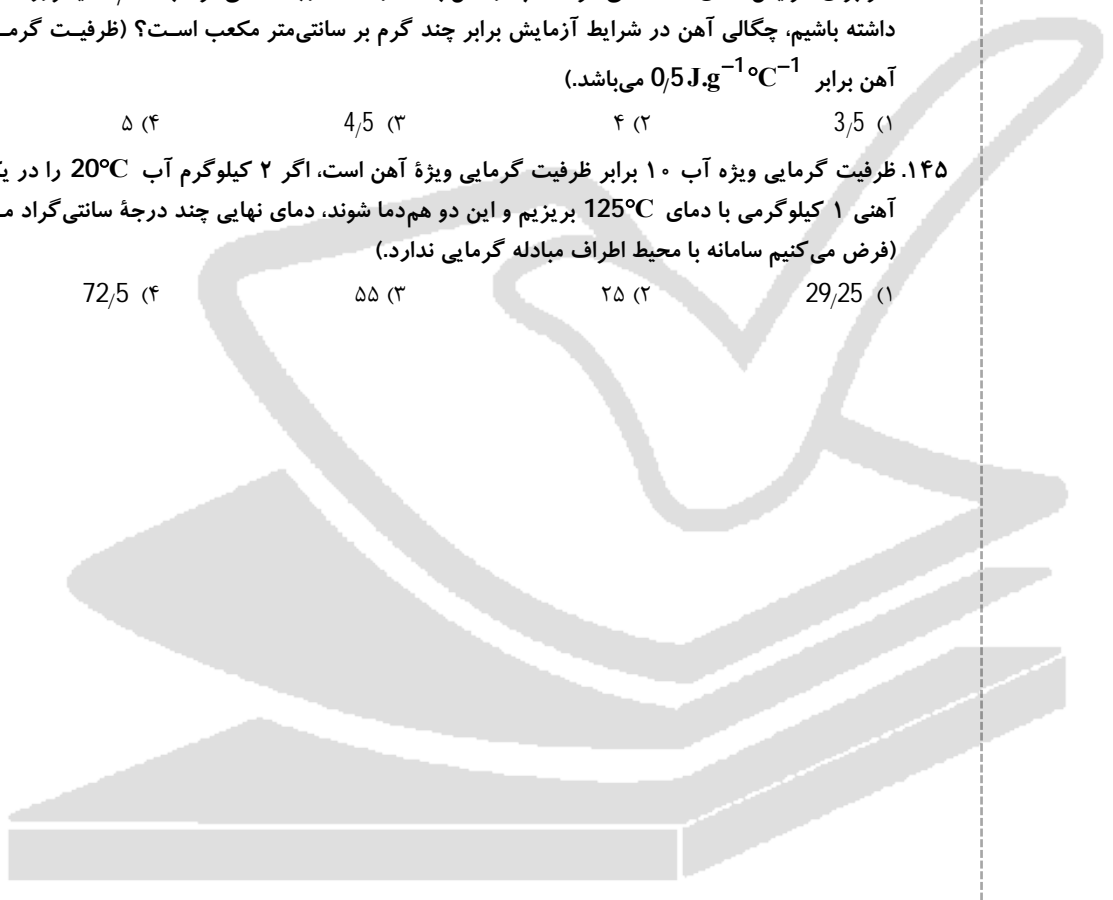 داشته باشیم، چگالی آهن در شرایط آزمایش برابر چند گرم بر سانتی‌متر مکعب است؟ (ظرفیت
آهن برابر 0/5 J.g⁻¹°C⁻¹ می‌باشد.)
۱) 3/5 ۲) ۴ ۳) 4/5 ۴) ۵
۱۴۵. ظرفیت گرمایی ویژه آب ۱۰ برابر ظرفیت گرمایی ویژهٔ آهن است، اگر ۲ کیلوگرم آب 20°C را در
آهنی ۱ کیلوگرمی با دمای 125°C بریزیم و این دو هم‌دما شوند، دمای نهایی چند درجهٔ سانتی‌گراد
(فرض می‌کنیم سامانه با محیط اطراف مبادله گرمایی ندارد.)
۱) 29/25 ۲) ۲۵ ۳) ۵۵ ۴) 72/5